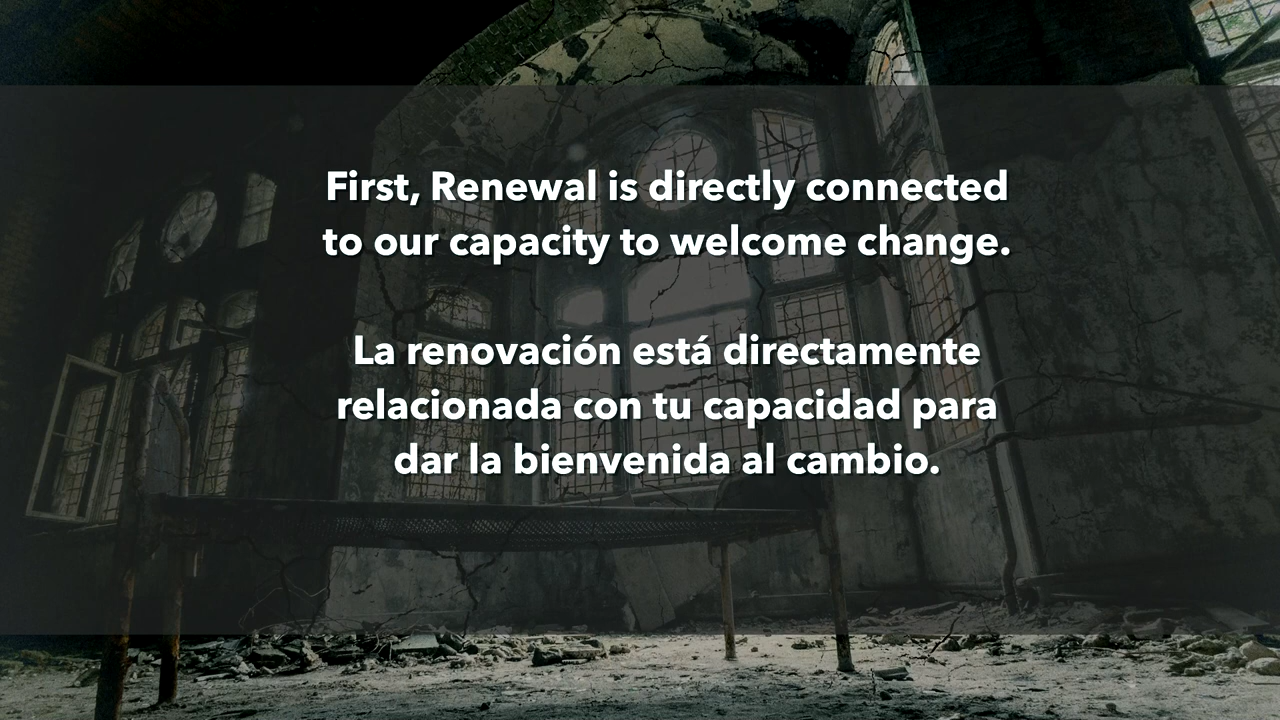 First, Renewal is directly connected
to our capacity to welcome change.
La renovación está directamente
relacionada con tu capacidad para
dar la bienvenida al cambio.